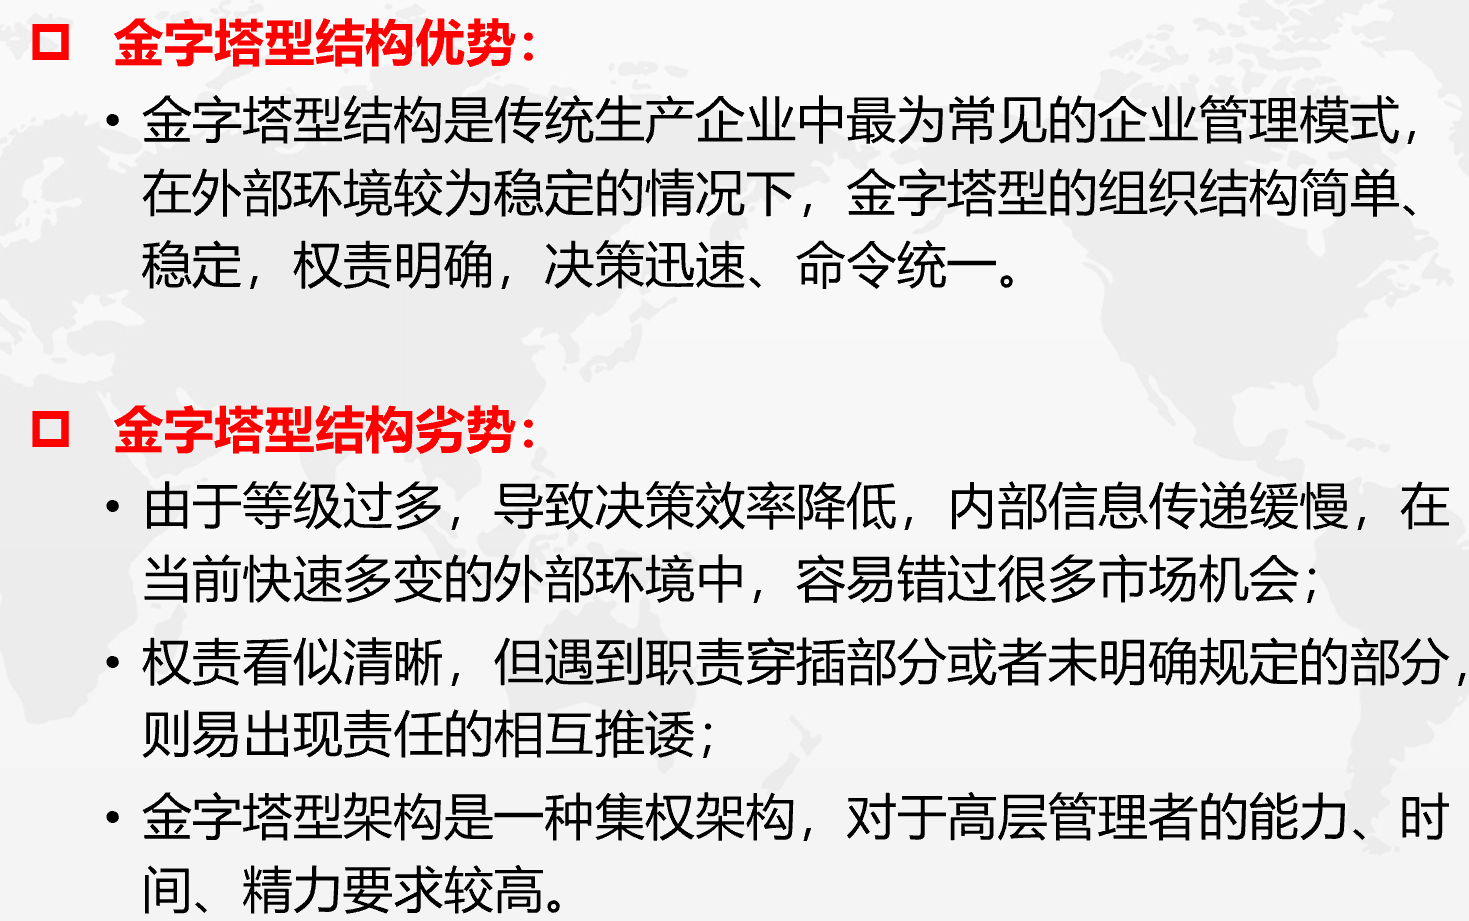 金字塔型结构优势：
• 金字塔型结构是传统生产企业中最为常见的企业管理模式，
在外部环境较为稳定的情况下，金字塔型的组织结构简单、
稳定，权责明确，决策迅速、命令统一。
金字塔型结构劣势：
• 由于等级过多，导致决策效率降低，内部信息传递缓慢，在
当前快速多变的外部环境中，容易错过很多市场机会；
• 权责看似清晰，但遇到职责穿插部分或者未明确规定的部分，
则易出现责任的相互推诿；
• 金字塔型架构是一种集权架构，对于高层管理者的能力、时
间、精力要求较高。